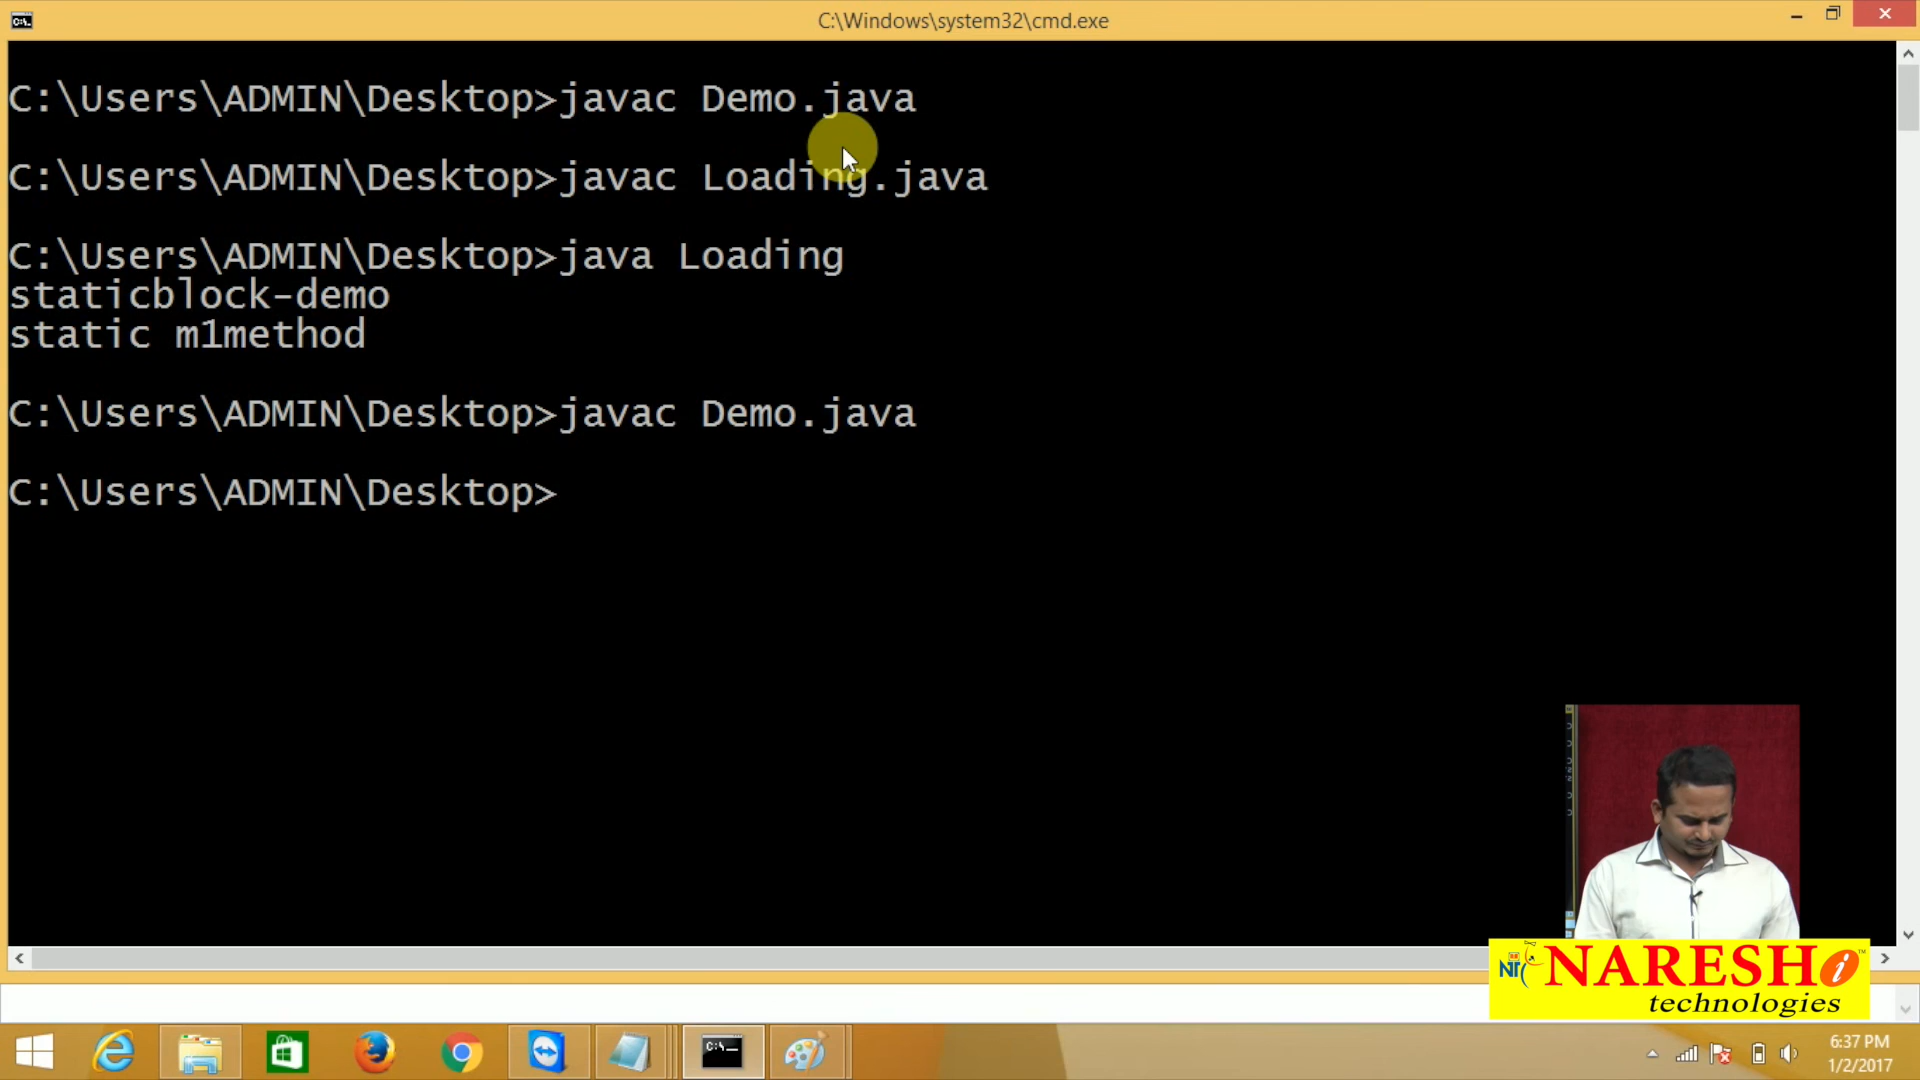 C:\Windows\system32\cmd.exe
C:\Users\ADMIN\Desktop>javac Demo.java
C:\Users\ADMIN\Desktop>javac Loading.java
C:\Users\ADMIN\Desktop>java Loading
staticblock-demo
static m1method
C:\Users\ADMIN\Desktop>javac Demo.java
C:\Users\ADMIN\Desktop>
NARESH i
technologies
6:37 PM
1/2/2017